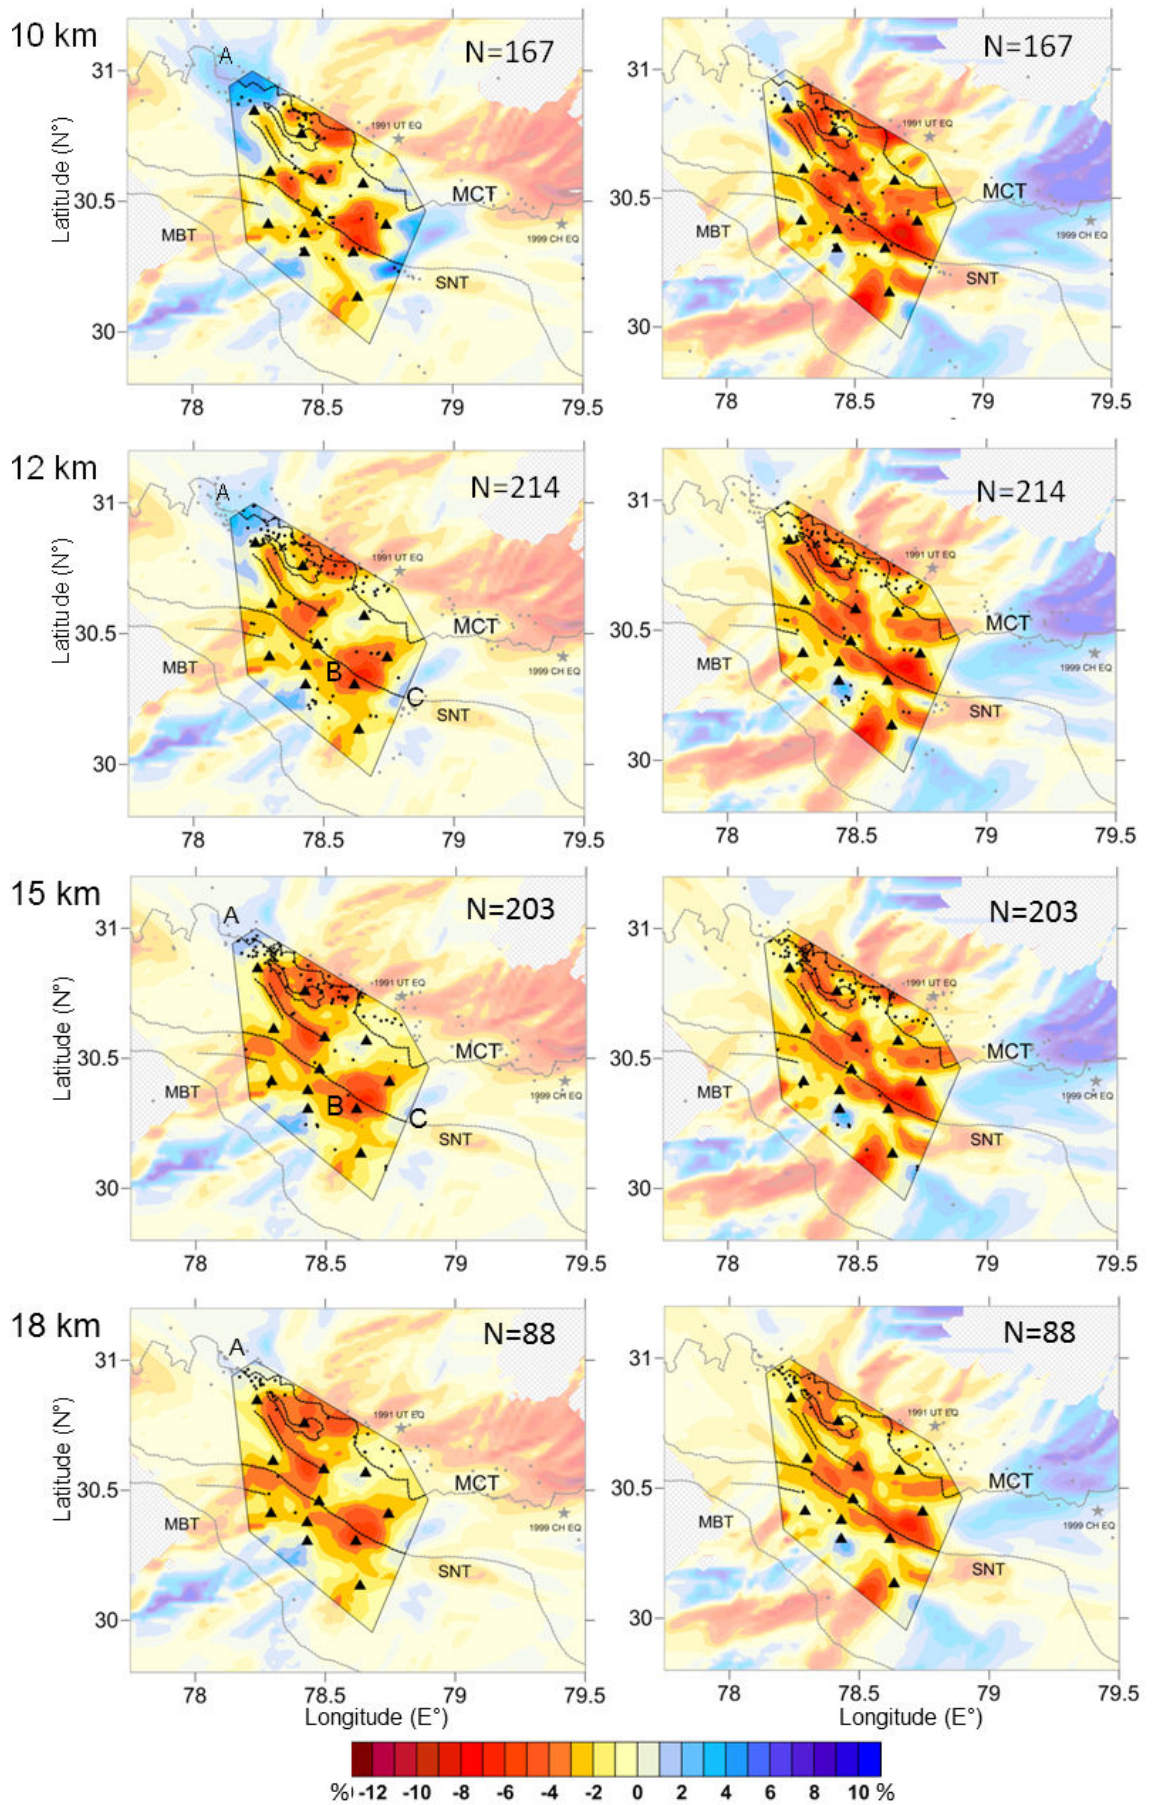 10 km
A
N=167
1991 UT EQ
MCT
MBT
1999 CH EQ
SNT
31
30.5
30
Latitude (N°)
78 78.5 79 79.5
N=167
1991 UT EQ
MCT
MBT
1999 CH EQ
SNT
31
30.5
30
78 78.5 79 79.5
12 km
A
N=214
1991 UT EQ
MCT
MBT
B
1999 CH EQ
C
SNT
31
30.5
30
Latitude (N°)
78 78.5 79 79.5
N=214
1991 UT EQ
MCT
MBT
1999 CH EQ
SNT
31
30.5
30
78 78.5 79 79.5
15 km
A
N=203
1991 UT EQ
MCT
MBT
B
1999 CH EQ
C
SNT
31
30.5
30
Latitude (N°)
78 78.5 79 79.5
N=203
1991 UT EQ
MCT
MBT
1999 CH EQ
SNT
31
30.5
30
78 78.5 79 79.5
18 km
A
N=88
1991 UT EQ
MCT
MBT
1999 CH EQ
SNT
31
30.5
30
Latitude (N°)
78 78.5 79 79.5
Longitude (E°)
N=88
1991 UT EQ
MCT
MBT
1999 CH EQ
SNT
31
30.5
30
78 78.5 79 79.5
Longitude (E°)
% -12 -10 -8 -6 -4 -2 0 2 4 6 8 10 %